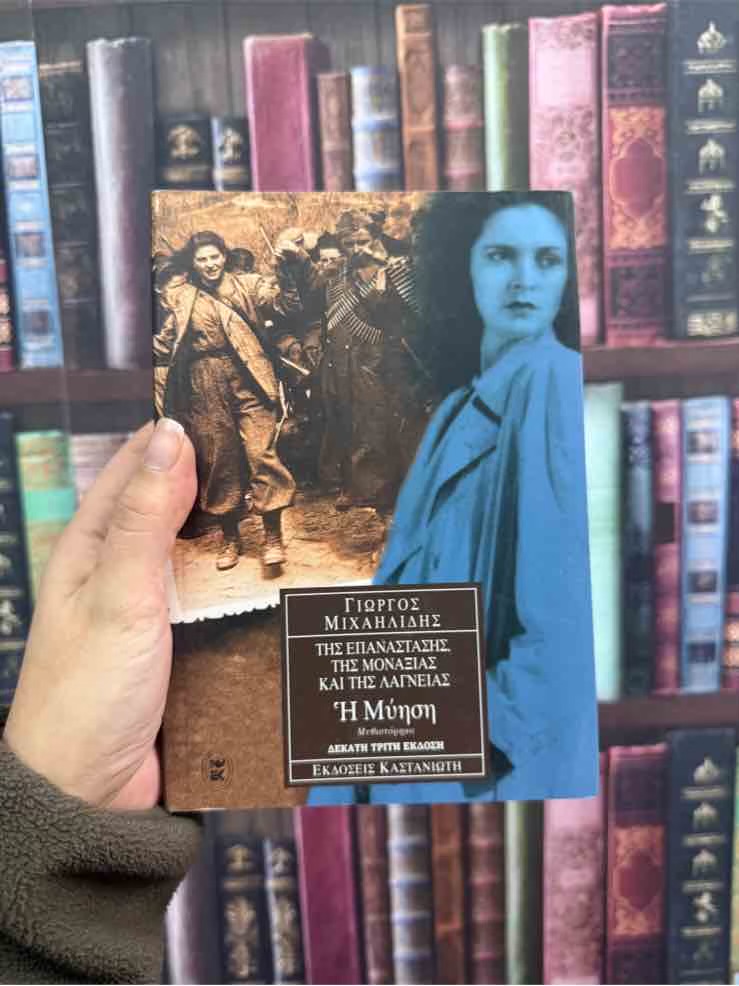 ΓΙΩΡΓΟΣ
ΜΙΧΑΗΛΙΔΗΣ
ΤΗΣ ΕΠΑΝΑΣΤΑΣΗΣ,
ΤΗΣ ΜΟΝΑΞΙΑΣ
ΚΑΙ ΤΗΣ ΛΑΓΝΕΙΑΣ
Ἡ Μύηση
Μυθιστόρημα
ΔΕΚΑΤΗ ΤΡΙΤΗ ΕΚΔΟΣΗ
ΕΚΔΟΣΕΙΣ ΚΑΣΤΑΝΙΩΤΗ